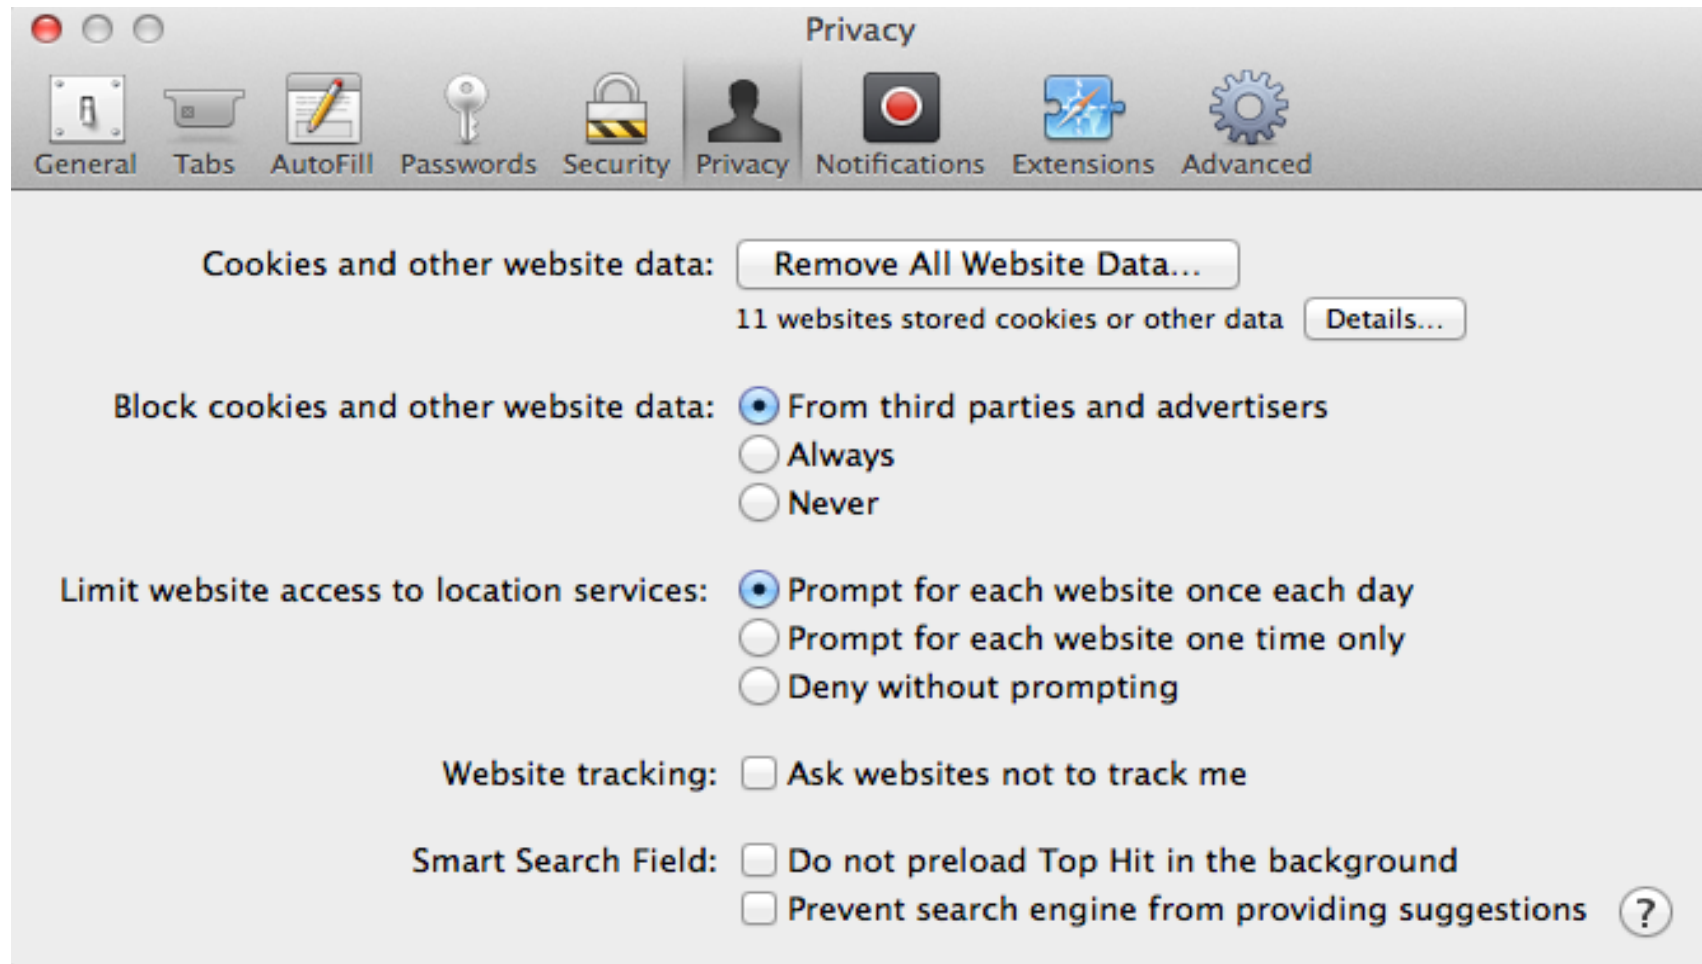 Privacy
General Tabs AutoFill Passwords Security Privacy Notifications Extensions Advanced
Cookies and other website data: Remove All Website Data...
11 websites stored cookies or other data Details...
Block cookies and other website data: From third parties and advertisers
Always
Never
Limit website access to location services: Prompt for each website once each day
Prompt for each website one time only
Deny without prompting
Website tracking: Ask websites not to track me
Smart Search Field: Do not preload Top Hit in the background
Prevent search engine from providing suggestions ?